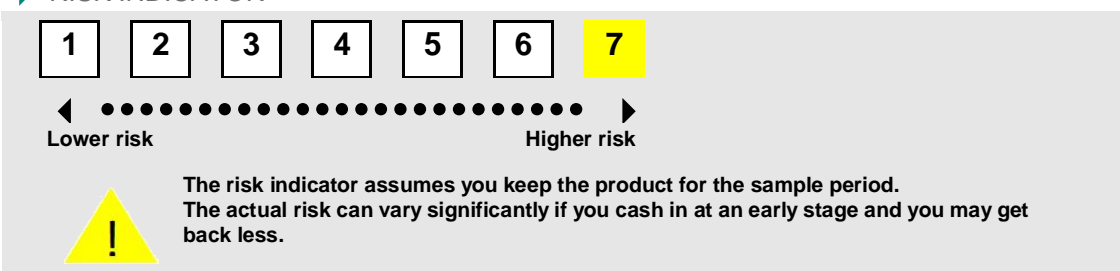 RISK INDICATOR
1 2 3 4 5 6 7
Lower risk Higher risk
The risk indicator assumes you keep the product for the sample period.
The actual risk can vary significantly if you cash in at an early stage and you may get
back less.
!